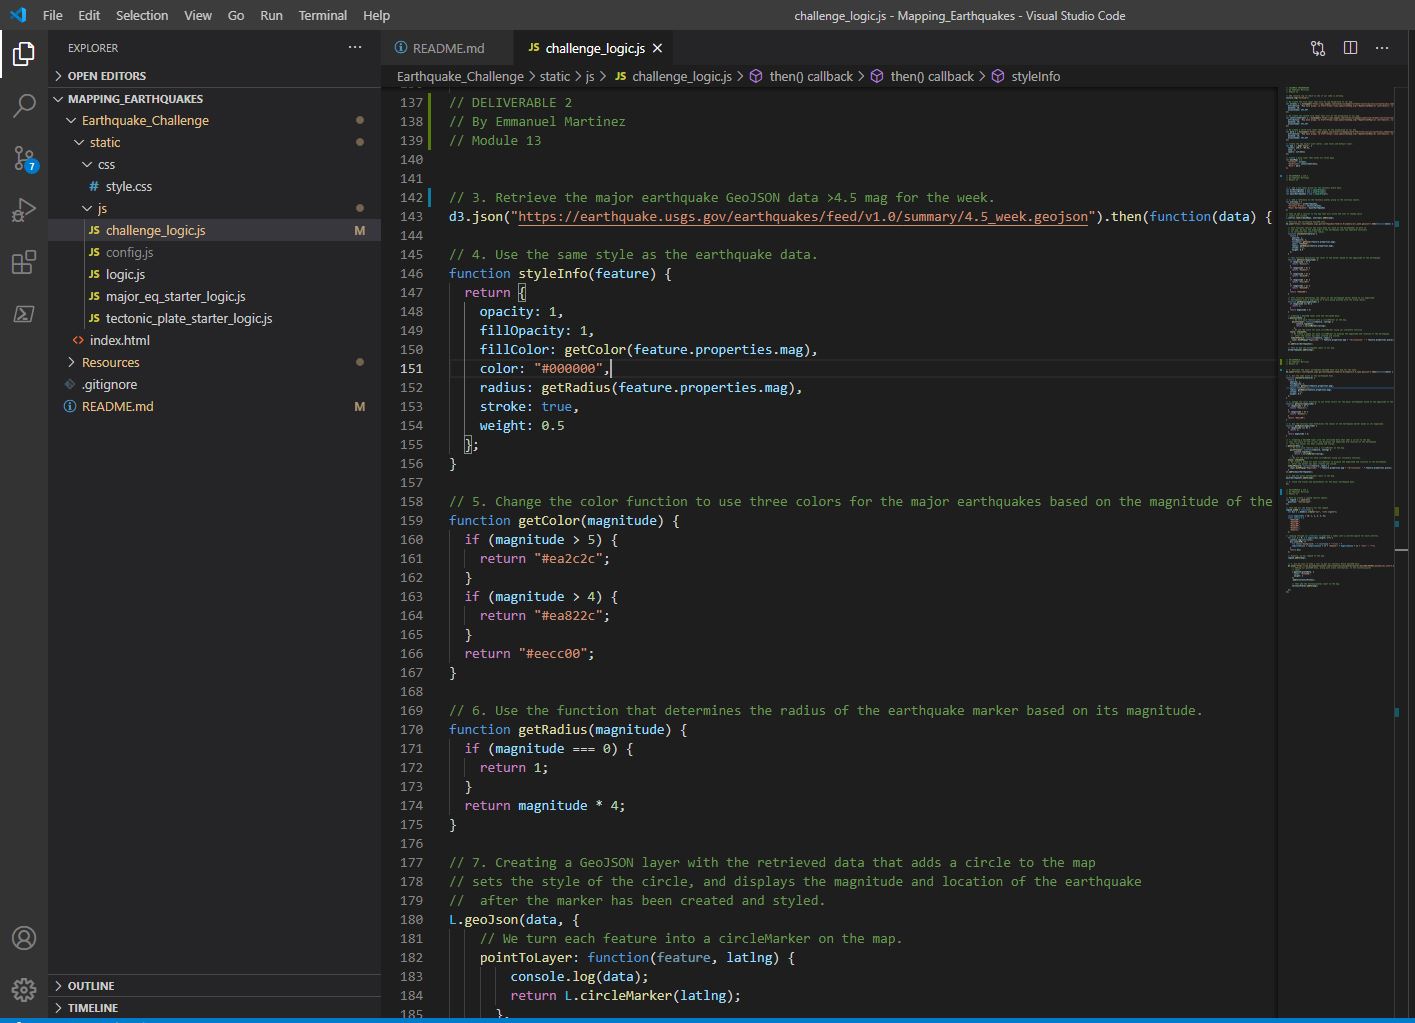 File Edit Selection View Go Run Terminal Help
challenge_logic.js - Mapping_Earthquakes - Visual Studio Code
EXPLORER
OPEN EDITORS
MAPPING_EARTHQUAKES
Earthquake_Challenge
static
css
# style.css
js
JS challenge_logic.js M
JS config.js
JS logic.js
JS major_eq_starter_logic.js
JS tectonic_plate_starter_logic.js
<> index.html
Resources
.gitignore
README.md M
OUTLINE
TIMELINE
7
README.md
JS challenge_logic.js
Earthquake_Challenge > static > js > JS challenge_logic.js > then() callback > then() callback > styleInfo
137 // DELIVERABLE 2
138 // By Emmanuel Martinez
139 // Module 13
140
141
142 // 3. Retrieve the major earthquake GeoJSON data >4.5 mag for the week.
143 d3.json("https://earthquake.usgs.gov/earthquakes/feed/v1.0/summary/4.5_week.geojson").then(function(data) {
144
145 // 4. Use the same style as the earthquake data.
146 function styleInfo(feature) {
147 return {
148 opacity: 1,
149 fillOpacity: 1,
150 fillColor: getColor(feature.properties.mag),
151 color: "#000000",
152 radius: getRadius(feature.properties.mag),
153 stroke: true,
154 weight: 0.5
155 };
156 }
157
158 // 5. Change the color function to use three colors for the major earthquakes based on the magnitude of the
159 function getColor(magnitude) {
160 if (magnitude > 5) {
161 return "#ea2c2c";
162 }
163 if (magnitude > 4) {
164 return "#ea822c";
165 }
166 return "#eecc00";
167 }
168
169 // 6. Use the function that determines the radius of the earthquake marker based on its magnitude.
170 function getRadius(magnitude) {
171 if (magnitude === 0) {
172 return 1;
173 }
174 return magnitude * 4;
175 }
176
177 // 7. Creating a GeoJSON layer with the retrieved data that adds a circle to the map
178 // sets the style of the circle, and displays the magnitude and location of the earthquake
179 // after the marker has been created and styled.
180 L.geoJson(data, {
181 // We turn each feature into a circleMarker on the map.
182 pointToLayer: function(feature, latlng) {
183 console.log(data);
184 return L.circleMarker(latlng);
185 },